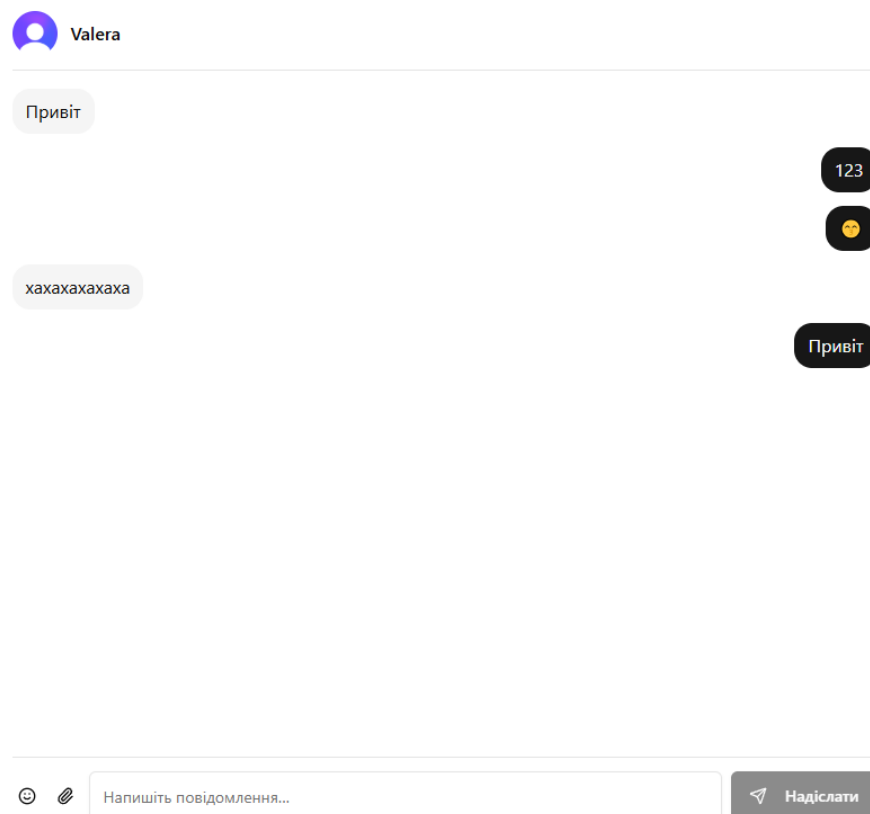 Valera
Привіт
123
😙
хахахахахаха
Привіт
Напишіть повідомлення...
Надіслати